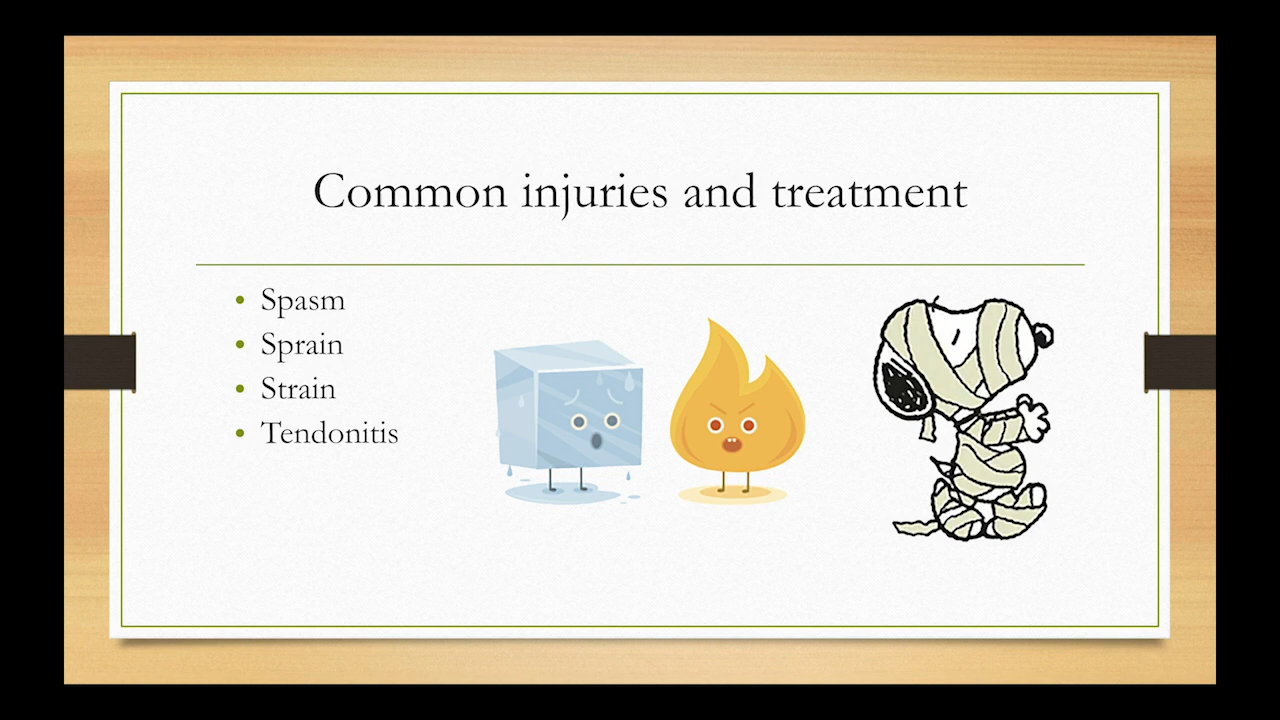 Common injuries and treatment
• Spasm
• Sprain
• Strain
• Tendonitis